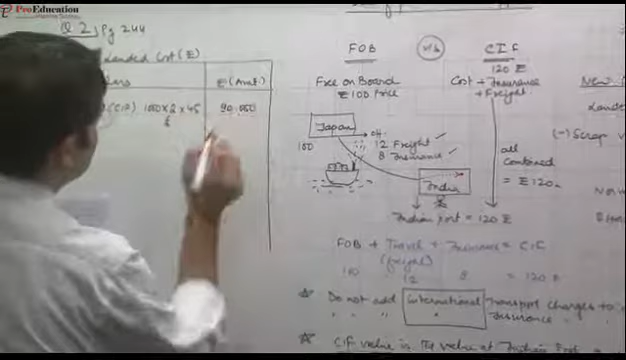 ProEducation
Q 2, Pg 244
Landed Cost (₹)
₹ (Amt.)
(CIF) 1000 x 2 x 45
90,000
FOB
V/s
CIF
120 ₹
Free on Board
₹ 100 Price
Cost + Insurance
+ Freight
Japan
100
12 Freight
8 Insurance
India
all
Combined
= ₹ 120
Indian Port = 120 ₹
FOB + Travel + Insurance = CIF
(freight)
100 12 8 = 120
Do not add International Transport Charges to
" " " Insurance "
CIF value is the value at Indian Port
(-) Scrap